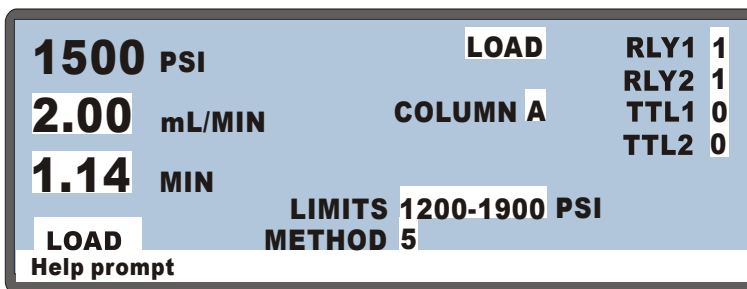 1500 PSI
LOAD
RLY1 1
RLY2 1
2.00 mL/MIN
COLUMN A
TTL1 0
TTL2 0
1.14 MIN
LIMITS 1200-1900 PSI
LOAD
METHOD 5
Help prompt